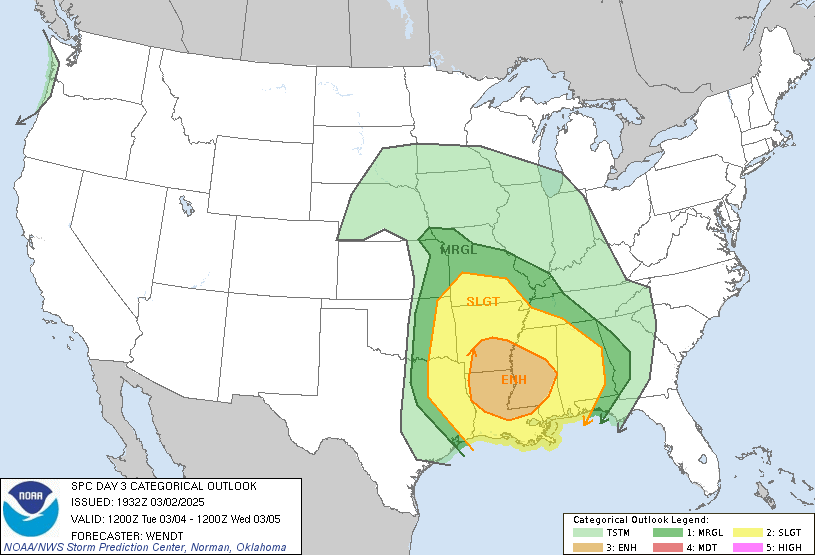 MRGL
SLGT
ENH
NOAA
SPC DAY 3 CATEGORICAL OUTLOOK
ISSUED: 1932Z 03/02/2025
VALID: 1200Z Tue 03/04 - 1200Z Wed 03/05
FORECASTER: WENDT
NOAA/NWS Storm Prediction Center, Norman, Oklahoma
Categorical Outlook Legend:
TSTM 1: MRGL 2: SLGT
3: ENH 4: MDT 5: HIGH